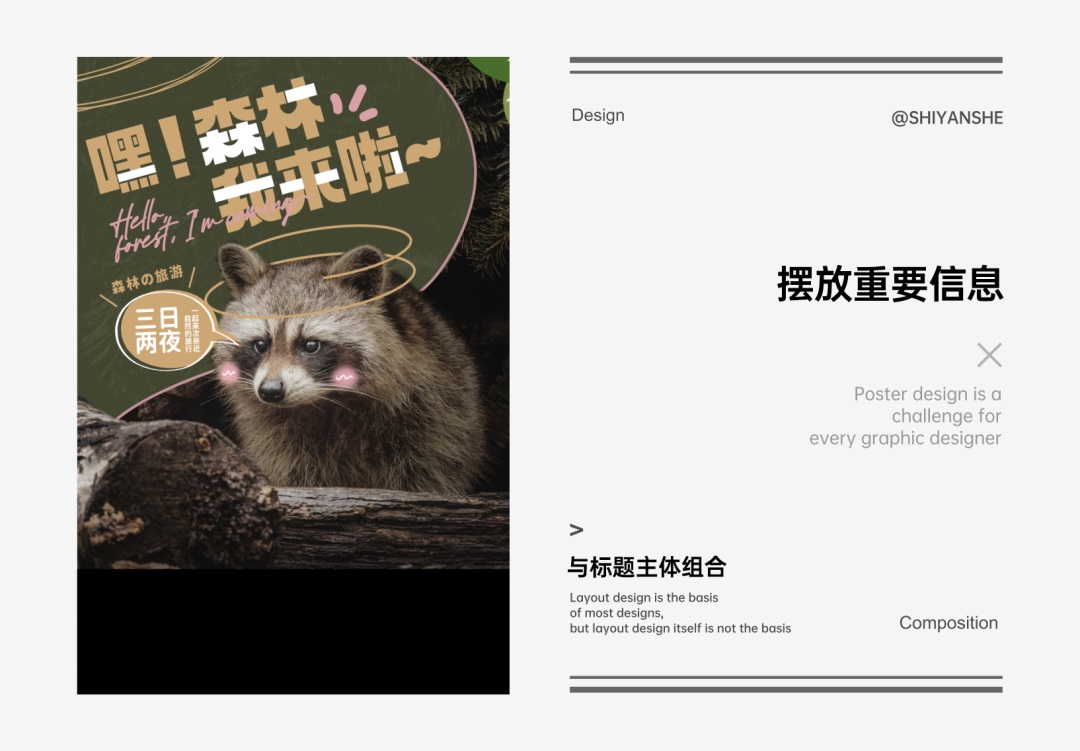 嘿！森林
我来啦~
Hello,
forest, I'm coming
森林の旅游
三日
两夜
一起来次亲近
自然的旅行
Design
@SHIYANSHE
摆放重要信息
Poster design is a
challenge for
every graphic designer
>
与标题主体组合
Layout design is the basis
of most designs,
but layout design itself is not the basis
Composition